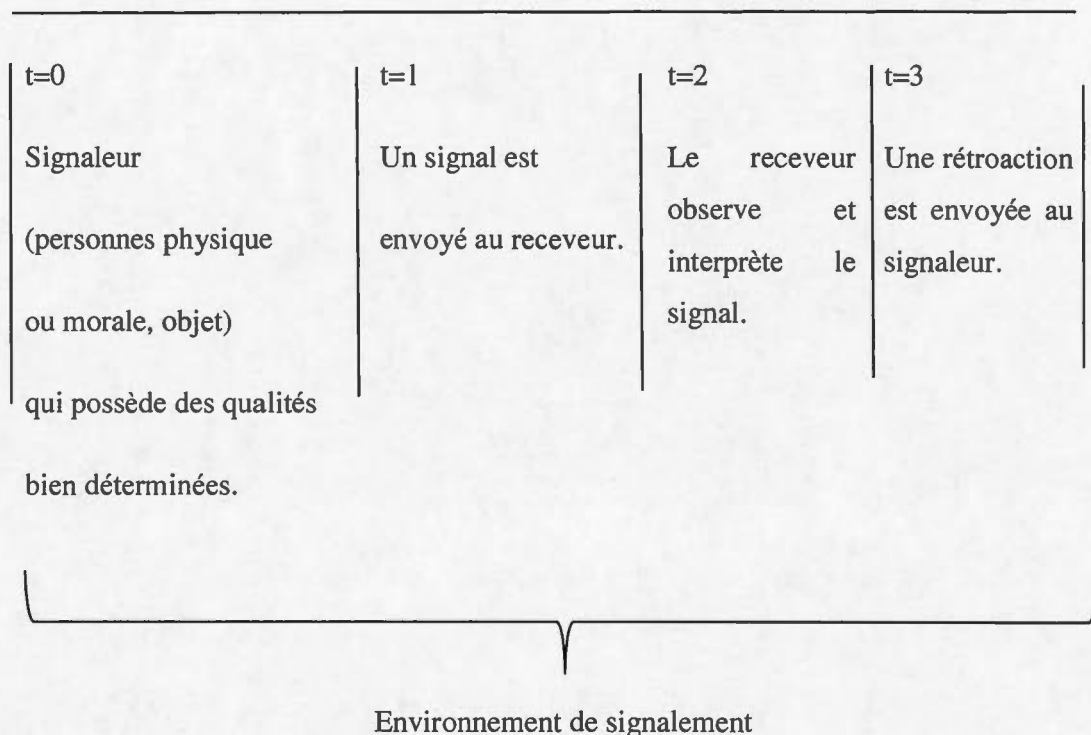 t=0
Signaleur
(personnes physique
ou morale, objet)
qui possède des qualités
bien déterminées.
t=1
Un signal est
envoyé au receveur.
t=2
Le receveur
observe et
interprète le
signal.
t=3
Une rétroaction
est envoyée au
signaleur.
Environnement de signalement